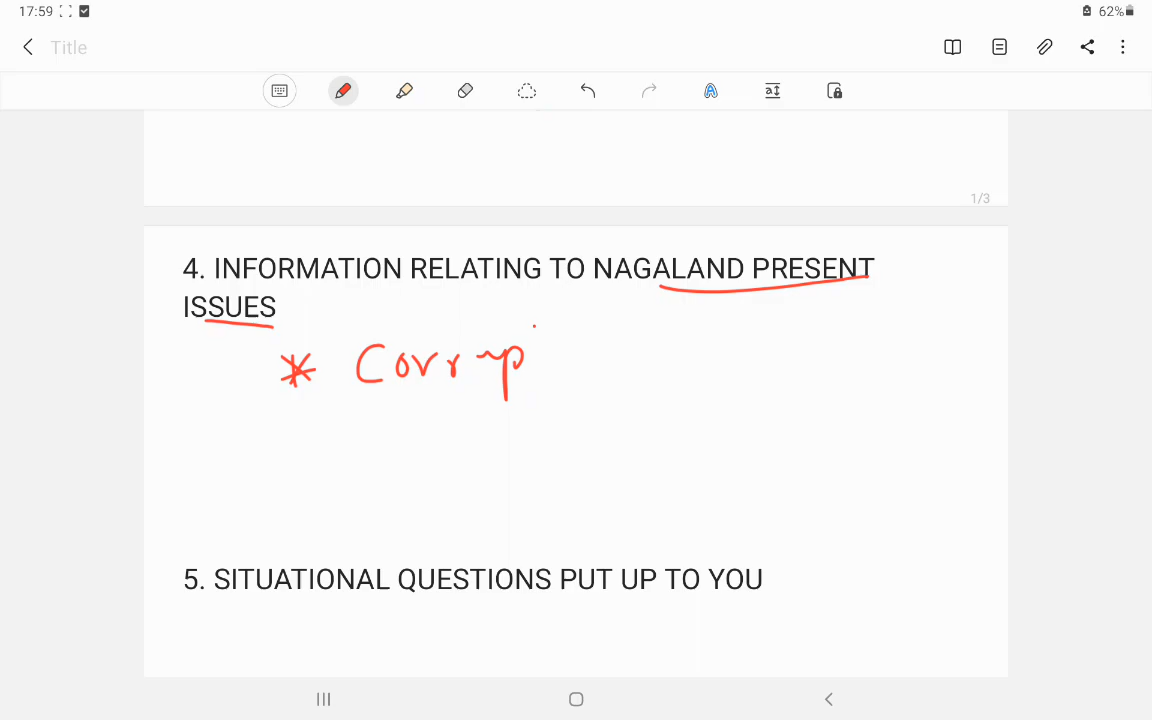 17:59
62%
Title
1/3
4. INFORMATION RELATING TO NAGALAND PRESENT
ISSUES
* Corrup
5. SITUATIONAL QUESTIONS PUT UP TO YOU